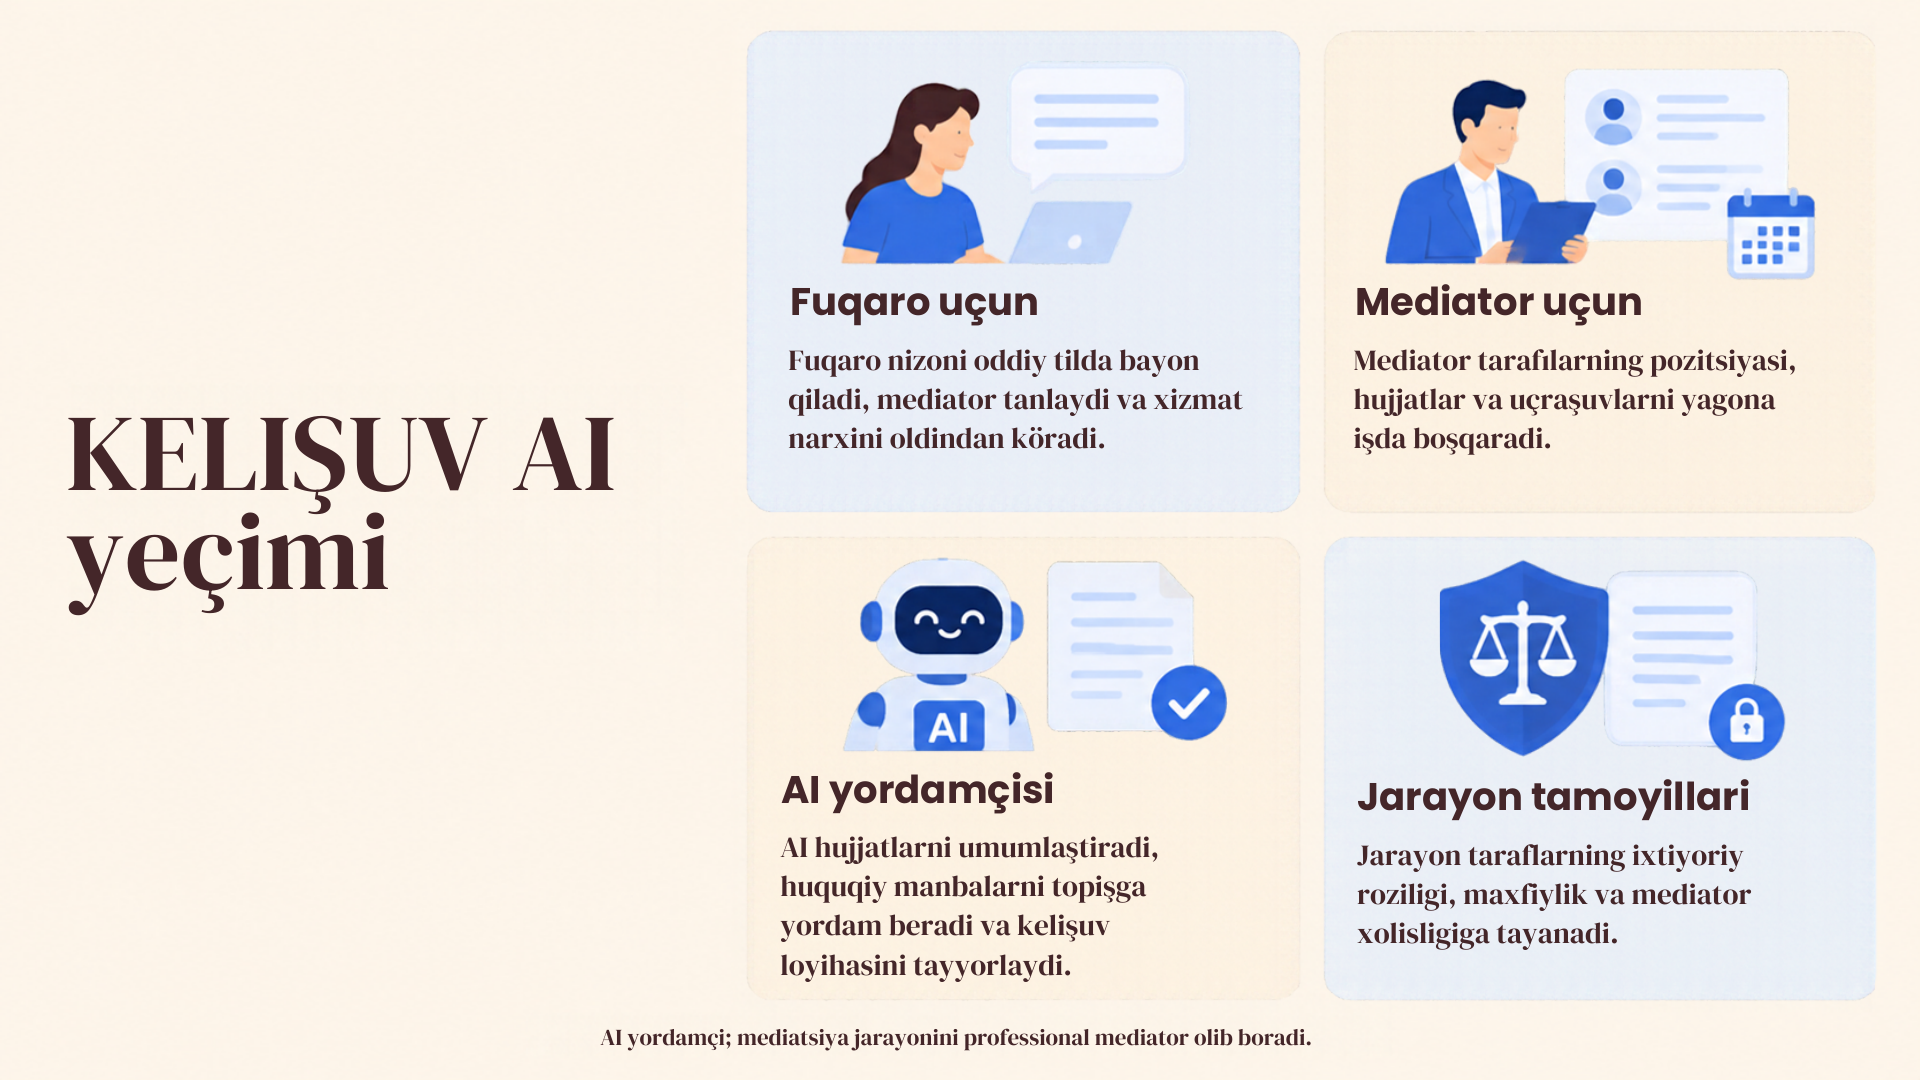 KELIŞUV AI
yeçimi
Fuqaro uçun
Fuqaro nizoni oddiy tilda bayon
qiladi, mediator tanlaydi va xizmat
narxini oldindan köradi.
Mediator uçun
Mediator tarafılarning pozitsiyasi,
hujjatlar va uçraşuvlarni yagona
işda boşqaradi.
AI
AI yordamçisi
AI hujjatlarni umumlaştiradi,
huquqiy manbalarni topişga
yordam beradi va kelişuv
loyihasini tayyorlaydi.
Jarayon tamoyillari
Jarayon taraflarning ixtiyoriy
roziligi, maxfiylik va mediator
xolisligiga tayanadi.
AI yordamçi; mediatsiya jarayonini professional mediator olib boradi.